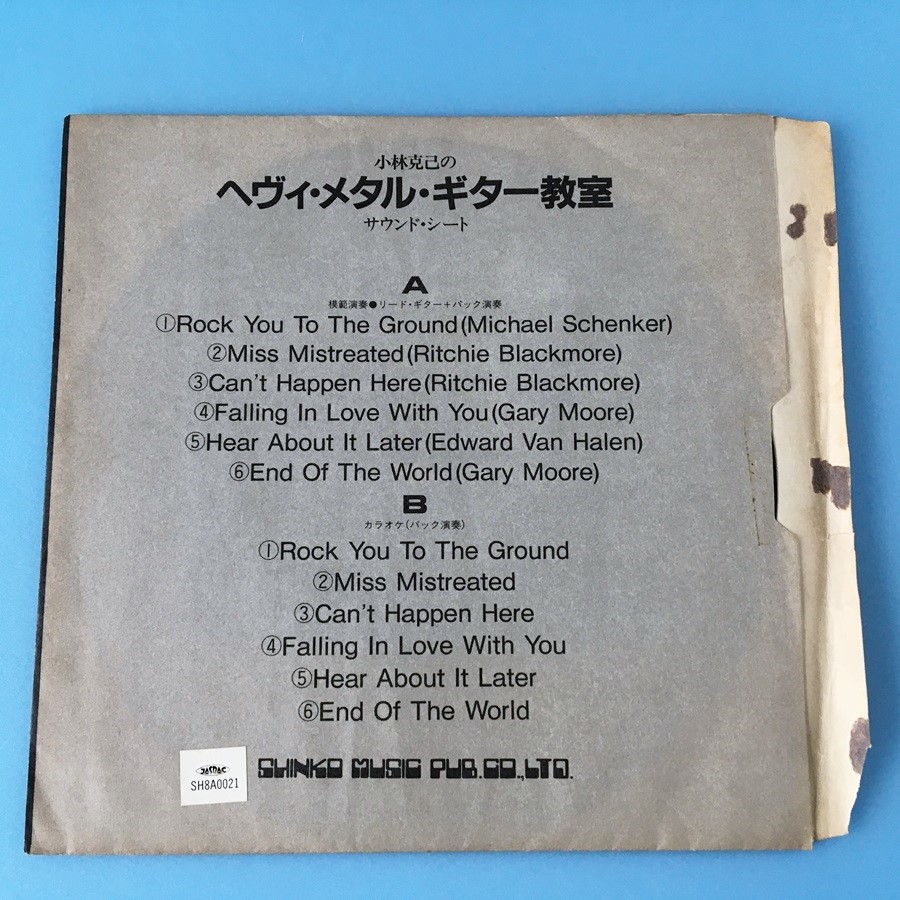 小林克己の
ヘヴィ・メタル・ギター教室
サウンド・シート
A
模範演奏●リード・ギター+バック演奏
①Rock You To The Ground(Michael Schenker)
②Miss Mistreated(Ritchie Blackmore)
③Can't Happen Here(Ritchie Blackmore)
④Falling In Love With You(Gary Moore)
⑤Hear About It Later(Edward Van Halen)
⑥End Of The World(Gary Moore)
B
カラオケ(バック演奏)
①Rock You To The Ground
②Miss Mistreated
③Can't Happen Here
④Falling In Love With You
⑤Hear About It Later
⑥End Of The World
JASRAC
SH8A0021
SHINKO MUSIC PUB.CO.,LTD.